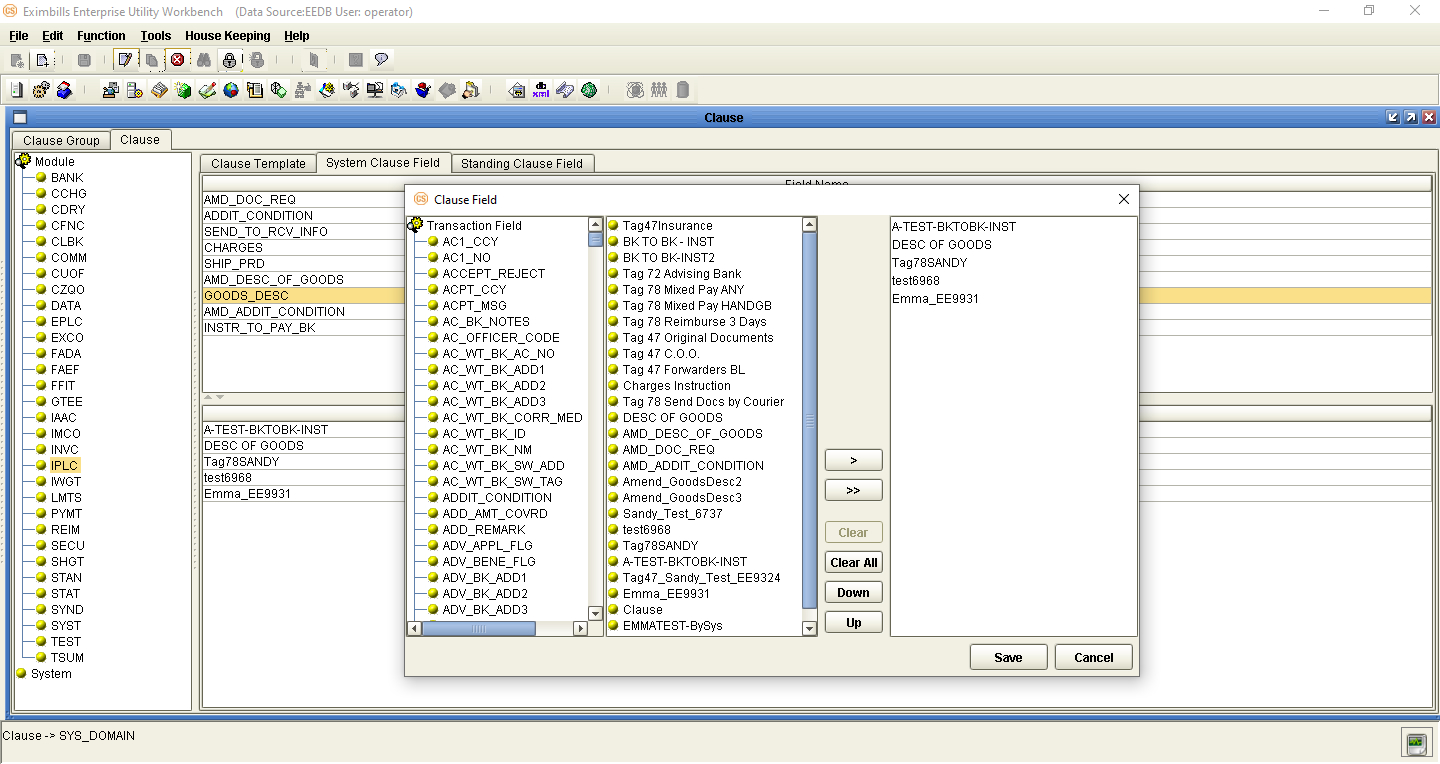 Eximbills Enterprise Utility Workbench (Data Source:EEDB User: operator)
File Edit Function Tools House Keeping Help
Clause
Clause Group Clause
Module
BANK
CCHG
CDRY
CFNC
CLBK
COMM
CUOF
CZQO
DATA
EPLC
EXCO
FADA
FAEF
FFIT
GTEE
IAAC
IMCO
INVC
IPLC
IWGT
LMTS
PYMT
REIM
SECU
SHGT
STAN
STAT
SYND
SYST
TEST
TSUM
System
Clause Template System Clause Field Standing Clause Field
Field Name
AMD_DOC_REQ
ADDIT_CONDITION
SEND_TO_RCV_INFO
CHARGES
SHIP_PRD
AMD_DESC_OF_GOODS
GOODS_DESC
AMD_ADDIT_CONDITION
INSTR_TO_PAY_BK
A-TEST-BKTOBK-INST
DESC OF GOODS
Tag78SANDY
test6968
Emma_EE9931
CS Clause Field
Transaction Field
AC1_CCY
AC1_NO
ACCEPT_REJECT
ACPT_CCY
ACPT_MSG
AC_BK_NOTES
AC_OFFICER_CODE
AC_WT_BK_AC_NO
AC_WT_BK_ADD1
AC_WT_BK_ADD2
AC_WT_BK_ADD3
AC_WT_BK_CORR_MED
AC_WT_BK_ID
AC_WT_BK_NM
AC_WT_BK_SW_ADD
AC_WT_BK_SW_TAG
ADDIT_CONDITION
ADD_AMT_COVRD
ADD_REMARK
ADV_APPL_FLG
ADV_BENE_FLG
ADV_BK_ADD1
ADV_BK_ADD2
ADV_BK_ADD3
Tag47Insurance
BK TO BK - INST
BK TO BK-INST2
Tag 72 Advising Bank
Tag 78 Mixed Pay ANY
Tag 78 Mixed Pay HANDGB
Tag 78 Reimburse 3 Days
Tag 47 Original Documents
Tag 47 C.O.O.
Tag 47 Forwarders BL
Charges Instruction
Tag 78 Send Docs by Courier
DESC OF GOODS
AMD_DESC_OF_GOODS
AMD_DOC_REQ
AMD_ADDIT_CONDITION
Amend_GoodsDesc2
Amend_GoodsDesc3
Sandy_Test_6737
test6968
Tag78SANDY
A-TEST-BKTOBK-INST
Tag47_Sandy_Test_EE9324
Emma_EE9931
Clause
EMMATEST-BySys
>
>>
Clear
Clear All
Down
Up
A-TEST-BKTOBK-INST
DESC OF GOODS
Tag78SANDY
test6968
Emma_EE9931
Save Cancel
Clause -> SYS_DOMAIN